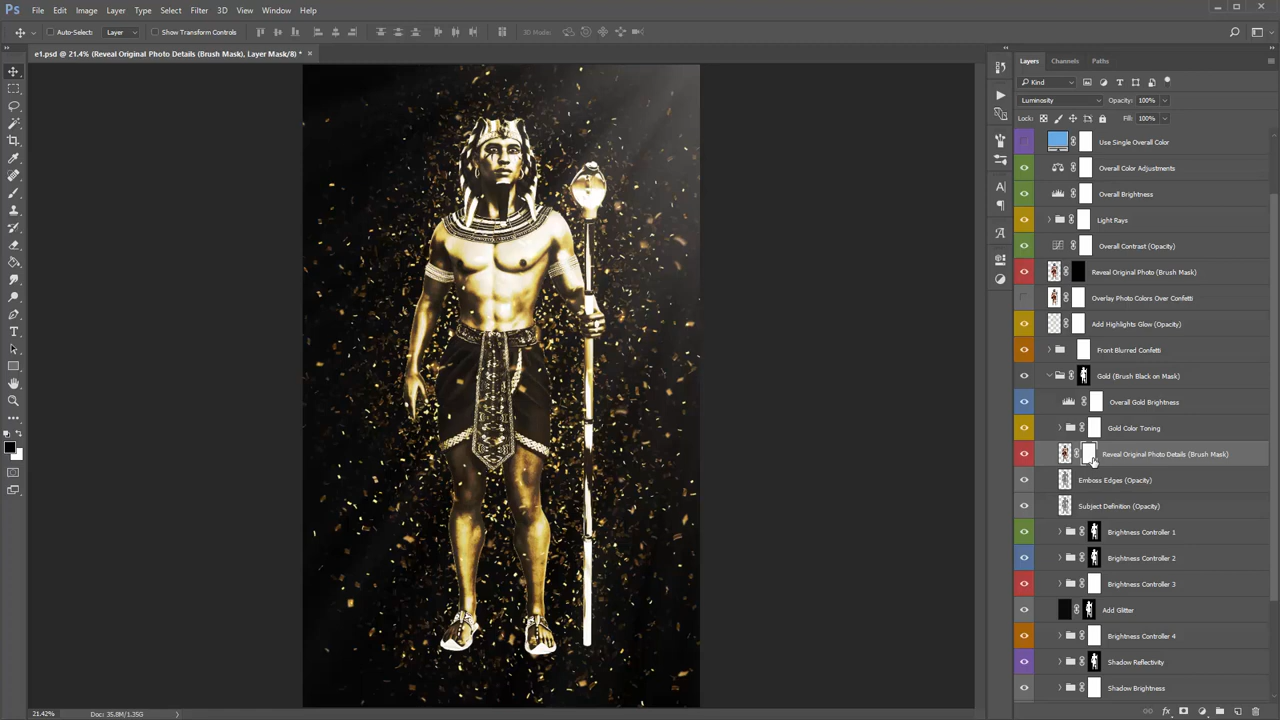 Ps File Edit Image Layer Type Select Filter 3D View Window Help
Auto-Select: Layer Show Transform Controls 3D Mode:
e1.psd @ 21.4% (Reveal Original Photo Details (Brush Mask), Layer Mask/8) * ×
Layers Channels Paths
Kind
Luminosity Opacity: 100%
Lock: Fill: 100%
Use Single Overall Color
Overall Color Adjustments
Overall Brightness
Light Rays
Overall Contrast (Opacity)
Reveal Original Photo (Brush Mask)
Overlay Photo Colors Over Confetti
Add Highlights Glow (Opacity)
Front Blurred Confetti
Gold (Brush Black on Mask)
Overall Gold Brightness
Gold Color Toning
Reveal Original Photo Details (Brush Mask)
Emboss Edges (Opacity)
Subject Definition (Opacity)
Brightness Controller 1
Brightness Controller 2
Brightness Controller 3
Add Glitter
Brightness Controller 4
Shadow Reflectivity
Shadow Brightness
21.42% Doc: 35.8M/1.35G